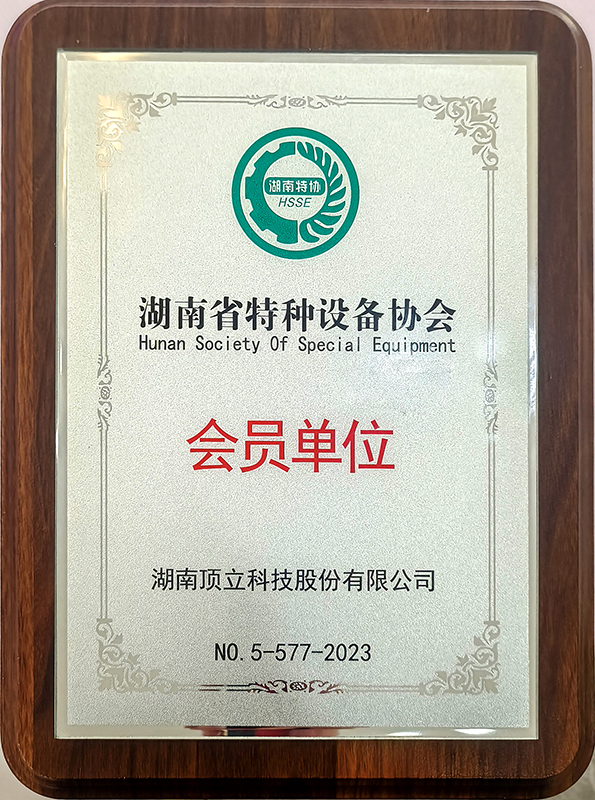 湖南特协
HSSE
湖南省特种设备协会
Hunan Society Of Special Equipment
会员单位
湖南顶立科技股份有限公司
NO.5-577-2023